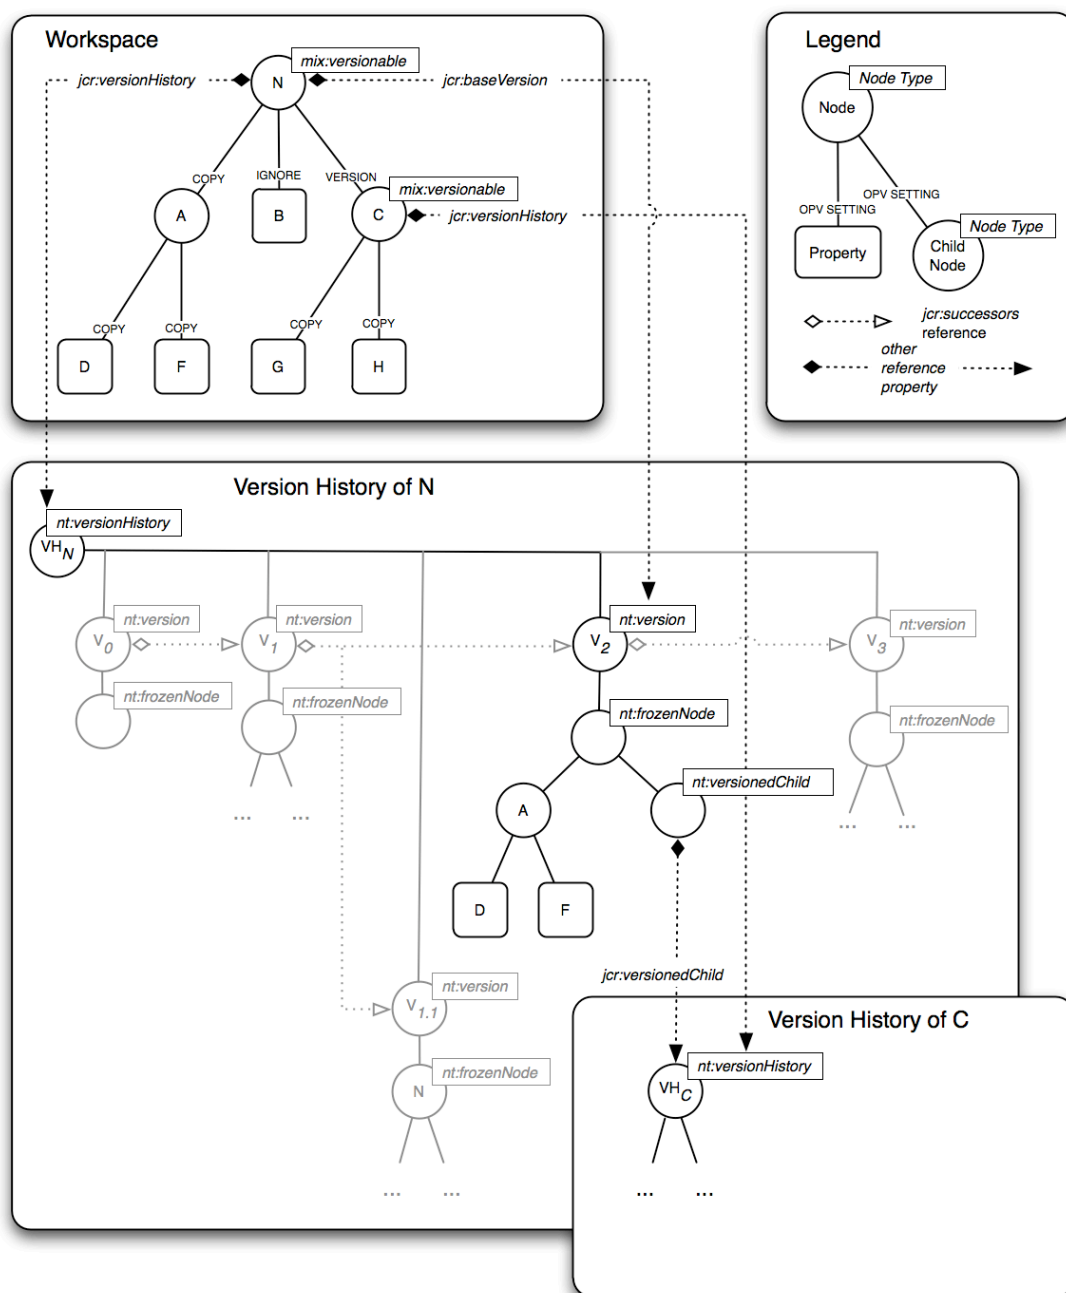 Workspace
mix:versionable
jcr:versionHistory
N
jcr:baseVersion
COPY
IGNORE
VERSION
mix:versionable
A
B
C
jcr:versionHistory
COPY
COPY
COPY
COPY
D
F
G
H
Legend
Node Type
Node
OPV SETTING
OPV SETTING
Node Type
Property
Child
Node
jcr:successors
reference
other
reference
property
Version History of N
nt:versionHistory
VHN
nt:version
nt:version
nt:version
nt:version
V0
V1
V2
V3
nt:frozenNode
nt:frozenNode
nt:frozenNode
nt:frozenNode
nt:versionedChild
A
... ...
... ...
D
F
jcr:versionedChild
nt:version
V1.1
nt:frozenNode
N
... ...
Version History of C
nt:versionHistory
VHC
... ...